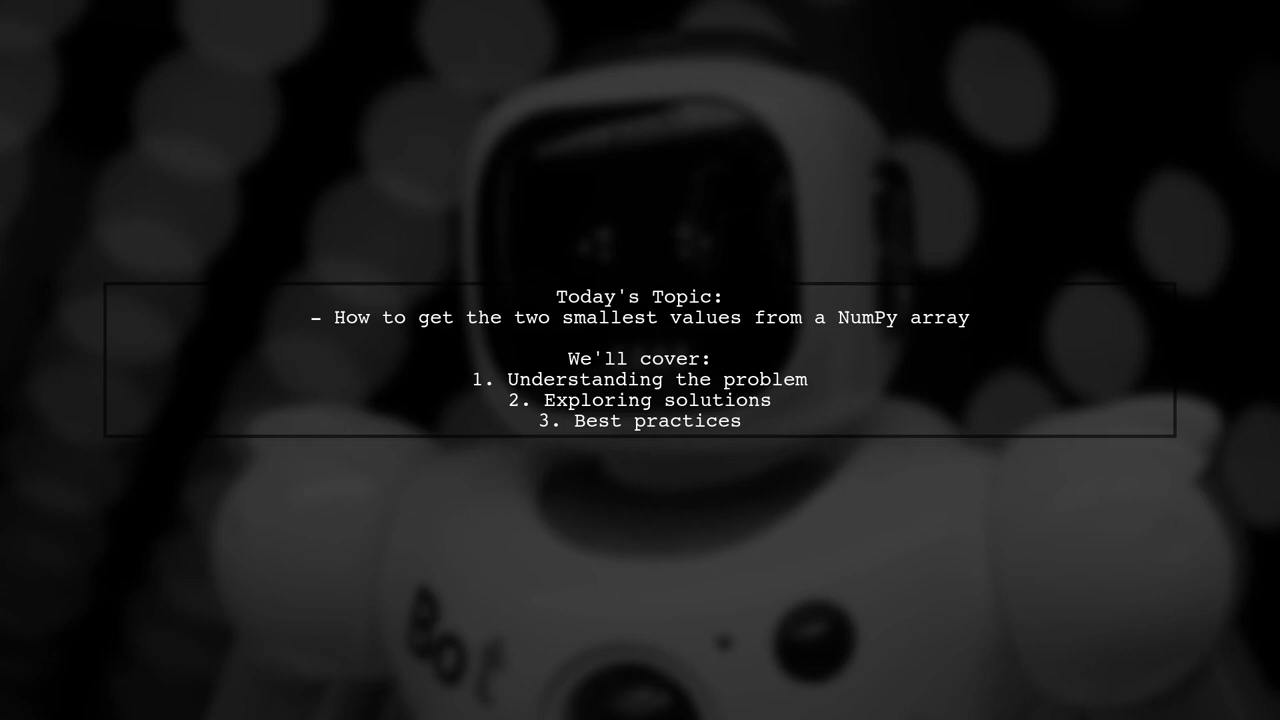 Today's Topic:
- How to get the two smallest values from a NumPy array
We'll cover:
1. Understanding the problem
2. Exploring solutions
3. Best practices
Bot